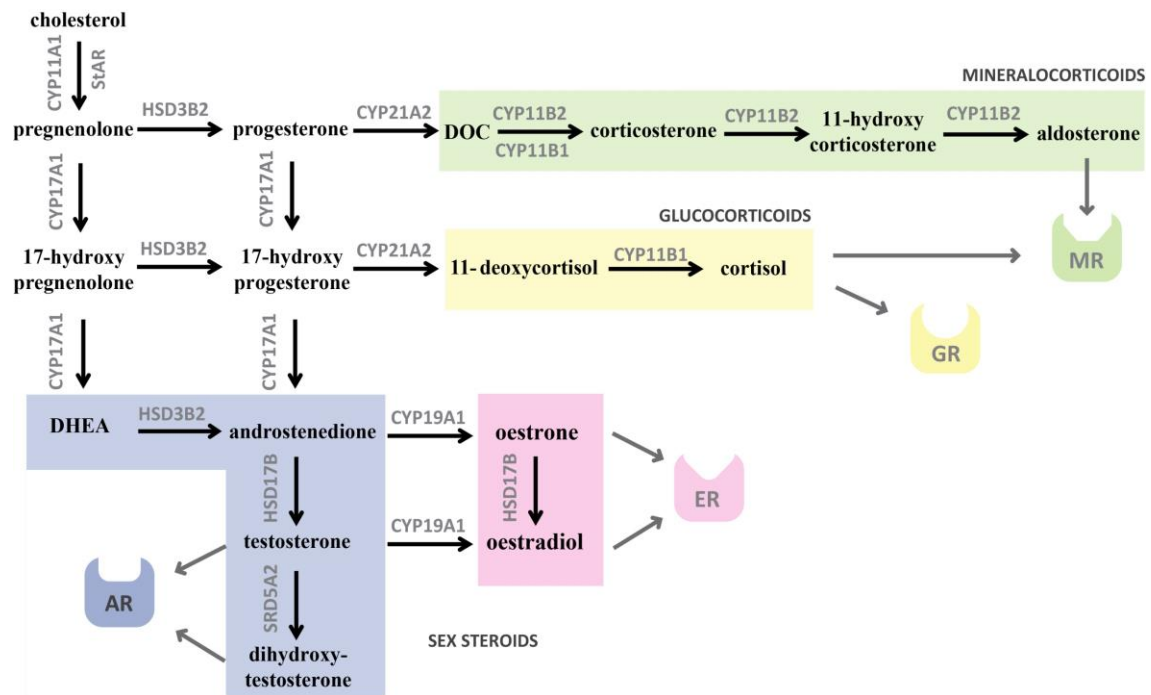 cholesterol
CYP11A1
StAR
MINERALOCORTICOIDS
HSD3B2
CYP21A2
CYP11B2
CYP11B2
CYP11B2
pregnenolone
progesterone
DOC
corticosterone
11-hydroxy
corticosterone
aldosterone
CYP11B1
CYP17A1
CYP17A1
GLUCOCORTICOIDS
HSD3B2
CYP21A2
CYP11B1
17-hydroxy
pregnenolone
17-hydroxy
progesterone
11-deoxycortisol
cortisol
MR
GR
CYP17A1
CYP17A1
DHEA
HSD3B2
androstenedione
CYP19A1
oestrone
HSD17B
HSD17B
ER
testosterone
CYP19A1
oestradiol
AR
SRD5A2
SEX STEROIDS
dihydroxy-
testosterone